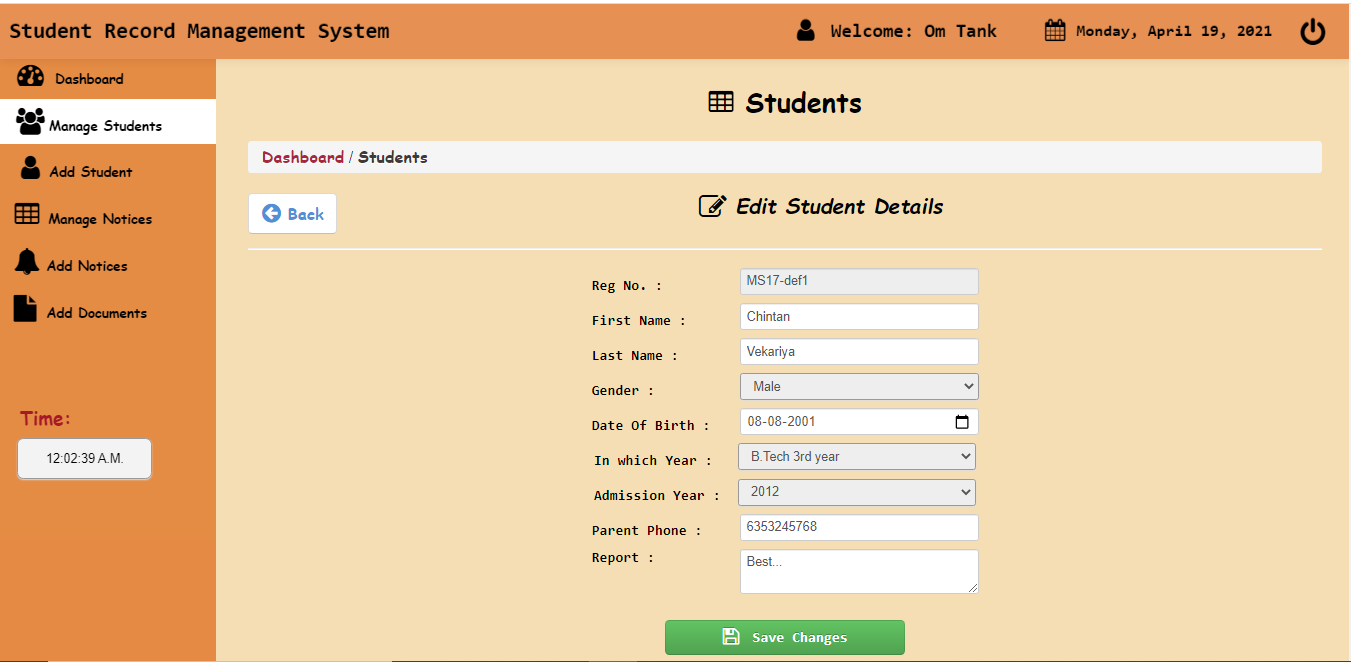 Student Record Management System
Welcome: Om Tank
Monday, April 19, 2021
Dashboard
Manage Students
Add Student
Manage Notices
Add Notices
Add Documents
Time:
12:02:39 A.M.
Students
Dashboard / Students
Back
Edit Student Details
Reg No. : MS17-def1
First Name : Chintan
Last Name : Vekariya
Gender : Male
Date Of Birth : 08-08-2001
In which Year : B.Tech 3rd year
Admission Year : 2012
Parent Phone : 6353245768
Report : Best...
Save Changes